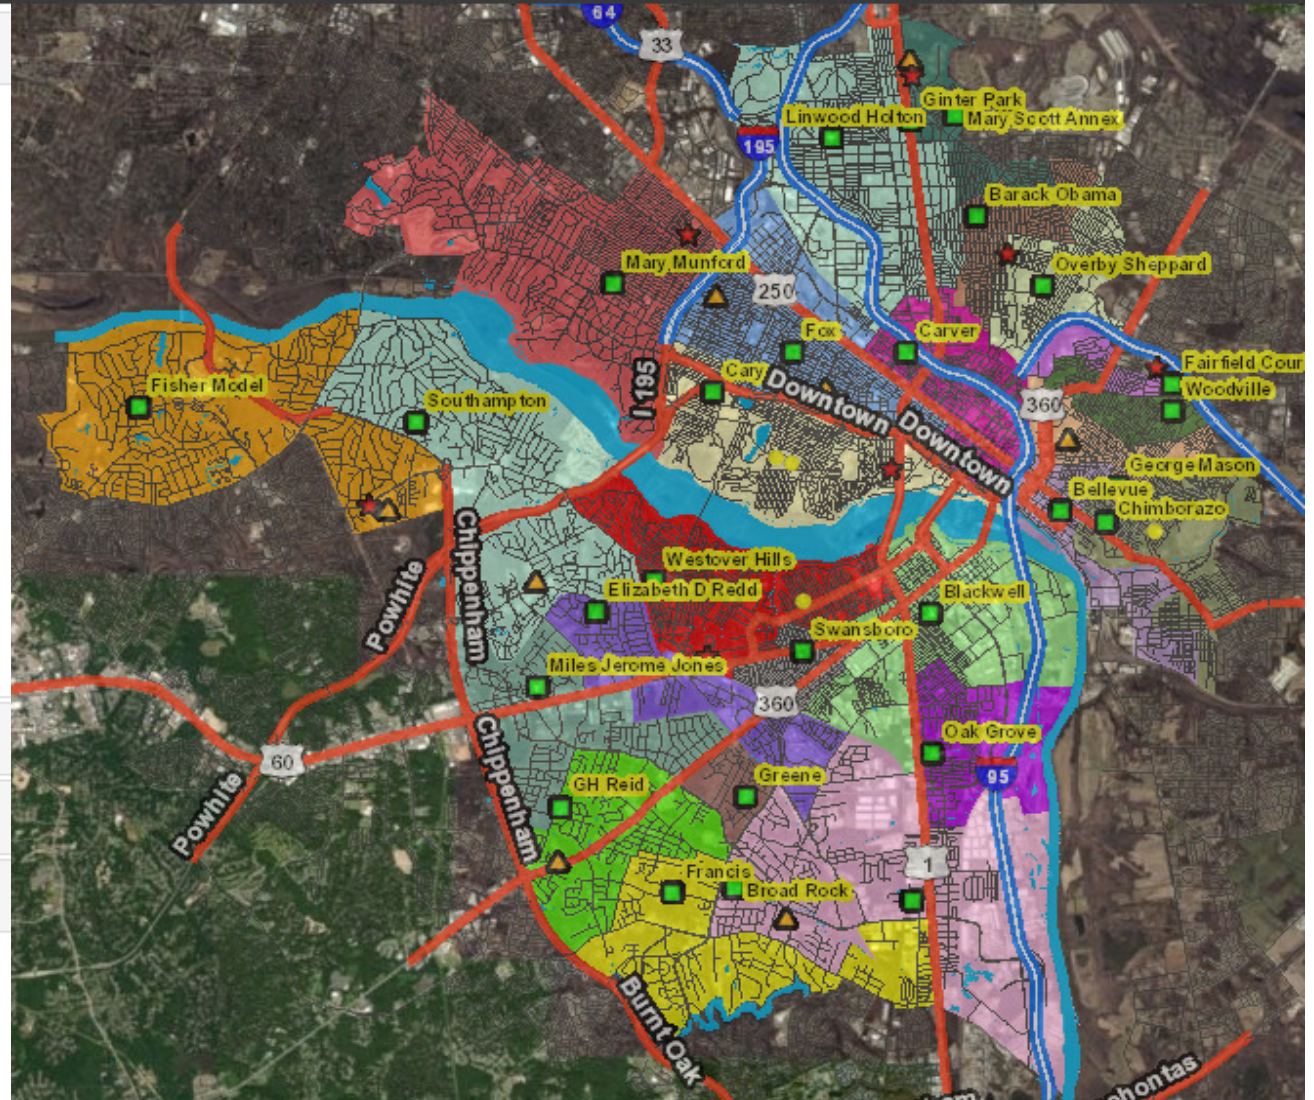 64
33
Ginter Park
Linwood Holton
Mary Scott Annex
195
Barack Obama
Mary Munford
Overby Sheppard
250
Fox
Carver
Fairfield Cour
Cary
Woodville
Fisher Model
I 195
Downtown
360
Southampton
Downtown
George Mason
Bellevue
Chimborazo
Chippenham
Westover Hills
Powhite
Elizabeth D Redd
Blackwell
Swansboro
Miles Jerome Jones
360
Oak Grove
60
Chippenham
95
Powhite
GH Reid
Greene
1
Francis
Broad Rock
Burnt Oak
ahontas